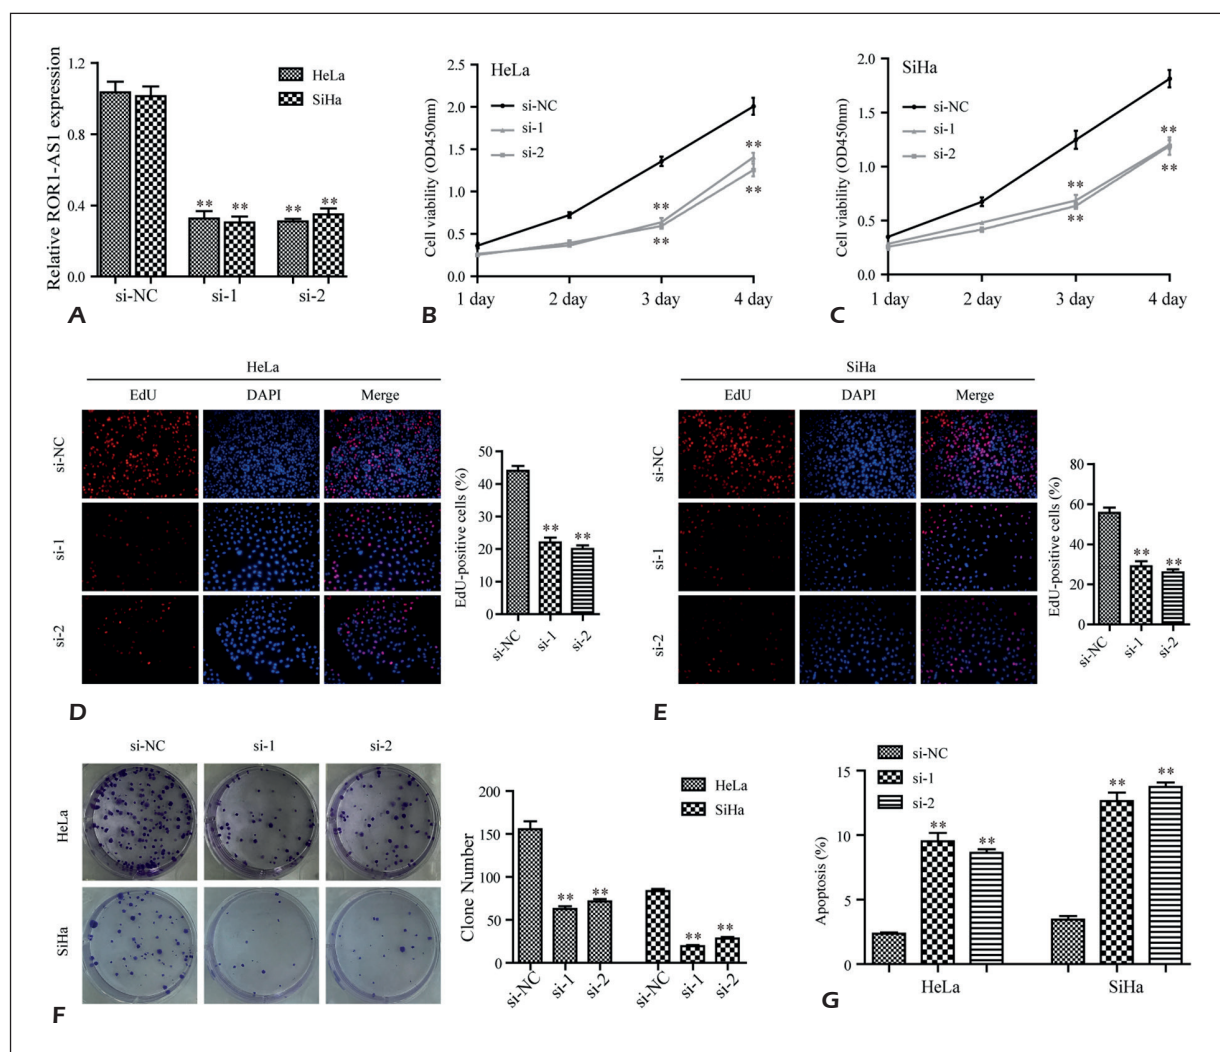 Relative ROR1-AS1 expression
1.2
0.8
0.4
0.0
HeLa
SiHa
** ** ** **
si-NC si-1 si-2
A
Cell viability (OD450nm)
2.5
2.0
1.5
1.0
0.5
0.0
HeLa
si-NC
si-1
si-2
**
**
**
**
1 day 2 day 3 day 4 day
B
Cell viability (OD450nm)
2.0
1.5
1.0
0.5
0.0
SiHa
si-NC
si-1
si-2
**
**
**
**
1 day 2 day 3 day 4 day
C
HeLa
EdU DAPI Merge
si-NC
si-1
si-2
EdU-positive cells (%)
50
40
30
20
10
0
** **
si-NC si-1 si-2
D
SiHa
EdU DAPI Merge
si-NC
si-1
si-2
EdU-positive cells (%)
80
60
40
20
0
** **
si-NC si-1 si-2
E
si-NC si-1 si-2
HeLa
SiHa
Clone Number
200
150
100
50
0
HeLa
SiHa
** ** ** **
si-NC si-1 si-2 si-NC si-1 si-2
F
si-NC
si-1
si-2
Apoptosis (%)
15
10
5
0
** ** ** **
HeLa SiHa
G